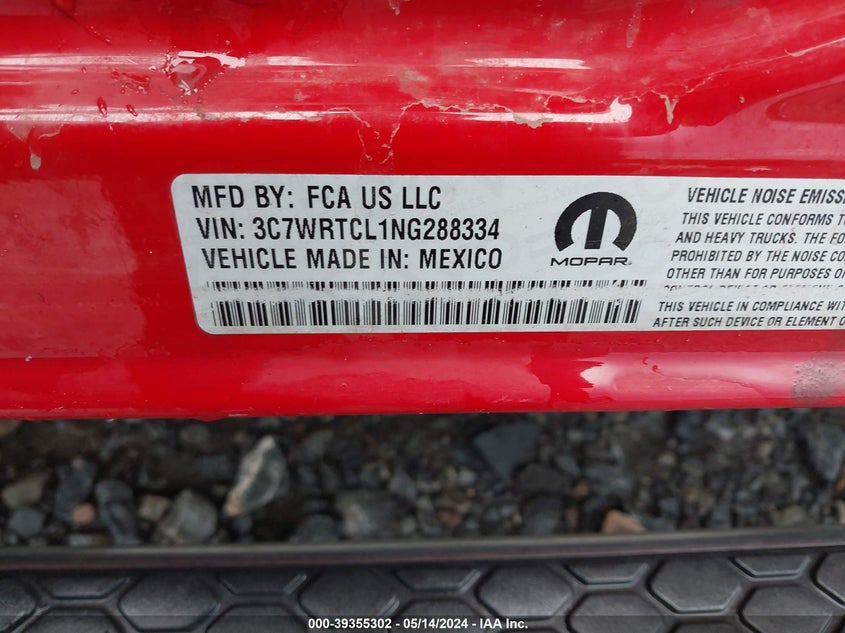 MFD BY: FCA US LLC
VIN: 3C7WRTCL1NG288334
VEHICLE MADE IN: MEXICO
MOPAR
VEHICLE NOISE EMISS
THIS VEHICLE CONFORMS T
AND HEAVY TRUCKS. THE FO
PROHIBITED BY THE NOISE CO
OTHER THAN FOR PURPOSES O
THIS VEHICLE IN COMPLIANCE WIT
AFTER SUCH DEVICE OR ELEMENT O
000-39355302 - 05/14/2024 - IAA Inc.